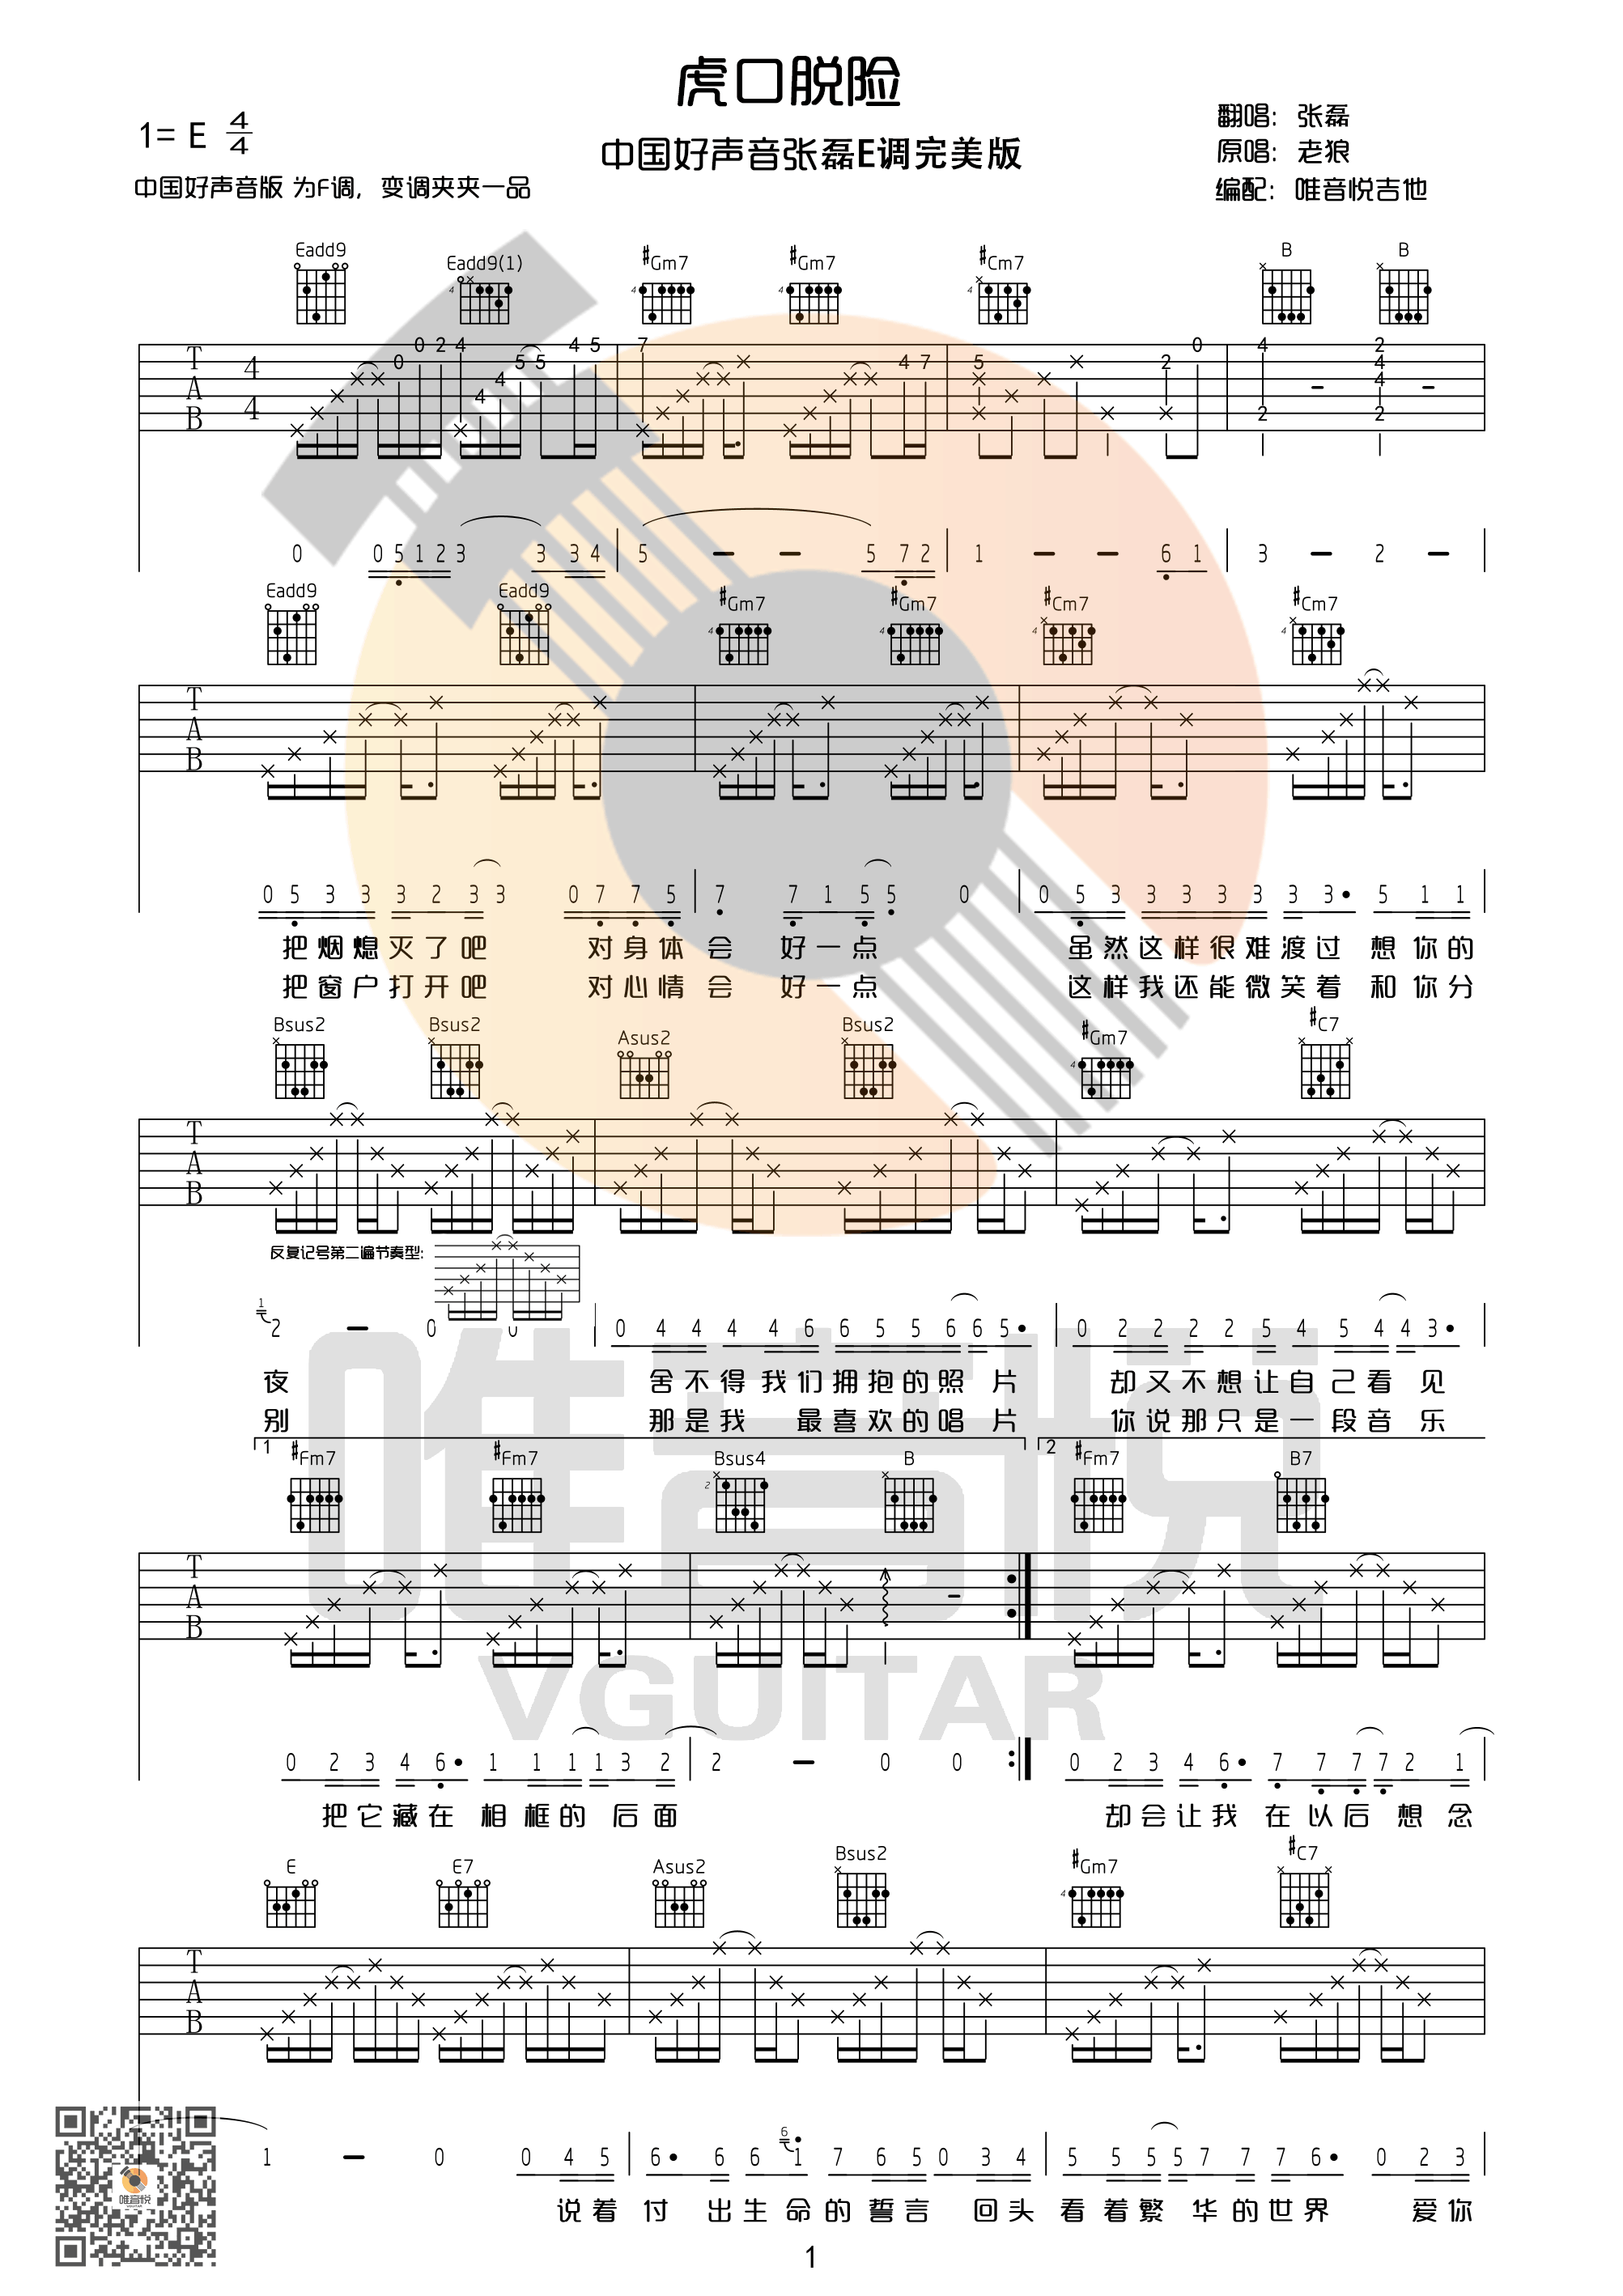 虎口脱险
1= E 4/4
中国好声音张磊E调完美版
中国好声音版 为F调，变调夹夹一品
翻唱：张磊
原唱：老狼
编配：唯音悦吉他
Eadd9 Eadd9(1) #Gm7 #Gm7 #Cm7 B B
T A B 4 4
0 0 5 1 2 3 3 3 4 5 – – 5 7 2 1 – – 6 1 3 – 2 –
Eadd9 Eadd9 #Gm7 #Gm7 #Cm7 #Cm7
T A B
0 5 3 3 3 2 3 3 0 7 7 5 7 7 1 5 5 0 0 5 3 3 3 3 3 3 3• 5 1 1
把烟熄灭了吧 对身体会 好一点 虽然这样很难渡过 想你的
把窗户打开吧 对心情会 好一点 这样我还能微笑着 和你分
Bsus2 Bsus2 Asus2 Bsus2 #Gm7 #C7
T A B
反复记号第二遍节奏型:
1 2 – 0 0 0 4 4 4 4 6 6 5 5 6 6 5• 0 2 2 2 2 5 4 5 4 4 3•
夜 舍不得我们拥抱的照 片 却又不想让自己看 见
别 那是我 最喜欢的唱 片 你说那只是一段音 乐
1 #Fm7 #Fm7 Bsus4 B 2 #Fm7 B7
T A B
0 2 3 4 6• 1 1 1 1 3 2 2 – 0 0 0 2 3 4 6• 7 7 7 7 2 1
把它藏在 相框的 后面 却会让我 在以后 想念
E E7 Asus2 Bsus2 #Gm7 #C7
T A B
1 – 0 0 4 5 6• 6 6 6 1 7 6 5 0 3 4 5 5 5 5 7 7 7 6• 0 2 3
说着 付 出生命的誓言 回头 看着繁 华的世界 爱你
唯音悦
VGUITAR
唯音悦
1